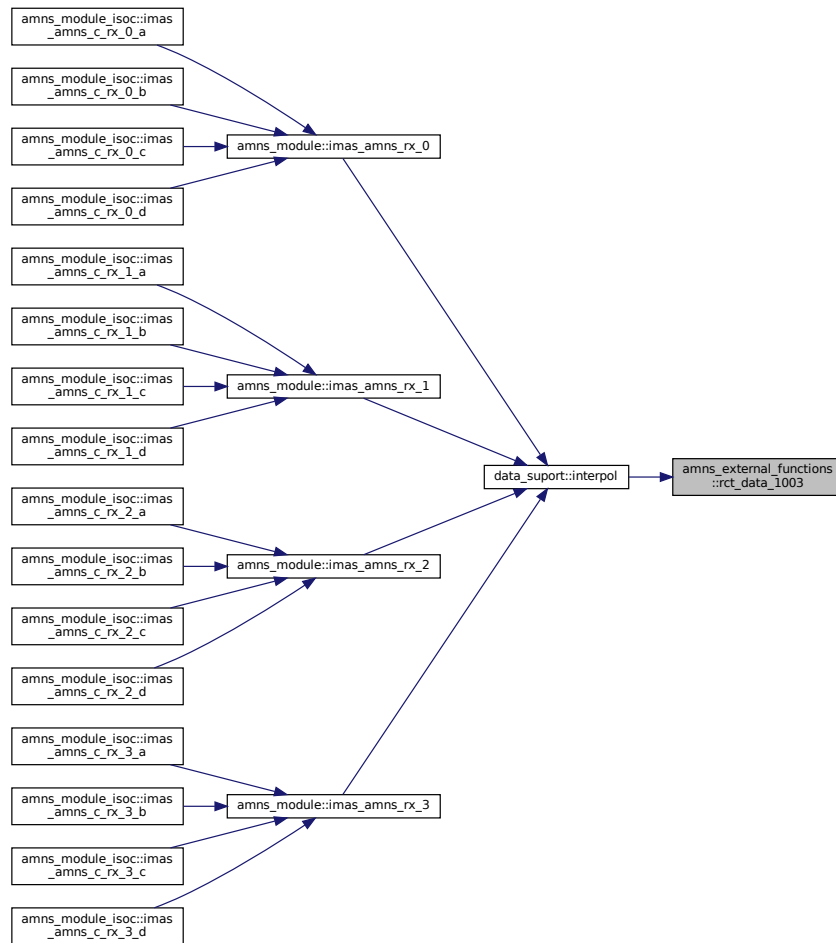 amns_module_isoc::imas
_amns_c_rx_0_a
amns_module_isoc::imas
_amns_c_rx_0_b
amns_module_isoc::imas
_amns_c_rx_0_c
amns_module::imas_amns_rx_0
amns_module_isoc::imas
_amns_c_rx_0_d
amns_module_isoc::imas
_amns_c_rx_1_a
amns_module_isoc::imas
_amns_c_rx_1_b
amns_module_isoc::imas
_amns_c_rx_1_c
amns_module::imas_amns_rx_1
amns_module_isoc::imas
_amns_c_rx_1_d
data_suport::interpol
amns_external_functions
::rct_data_1003
amns_module_isoc::imas
_amns_c_rx_2_a
amns_module_isoc::imas
_amns_c_rx_2_b
amns_module::imas_amns_rx_2
amns_module_isoc::imas
_amns_c_rx_2_c
amns_module_isoc::imas
_amns_c_rx_2_d
amns_module_isoc::imas
_amns_c_rx_3_a
amns_module_isoc::imas
_amns_c_rx_3_b
amns_module::imas_amns_rx_3
amns_module_isoc::imas
_amns_c_rx_3_c
amns_module_isoc::imas
_amns_c_rx_3_d